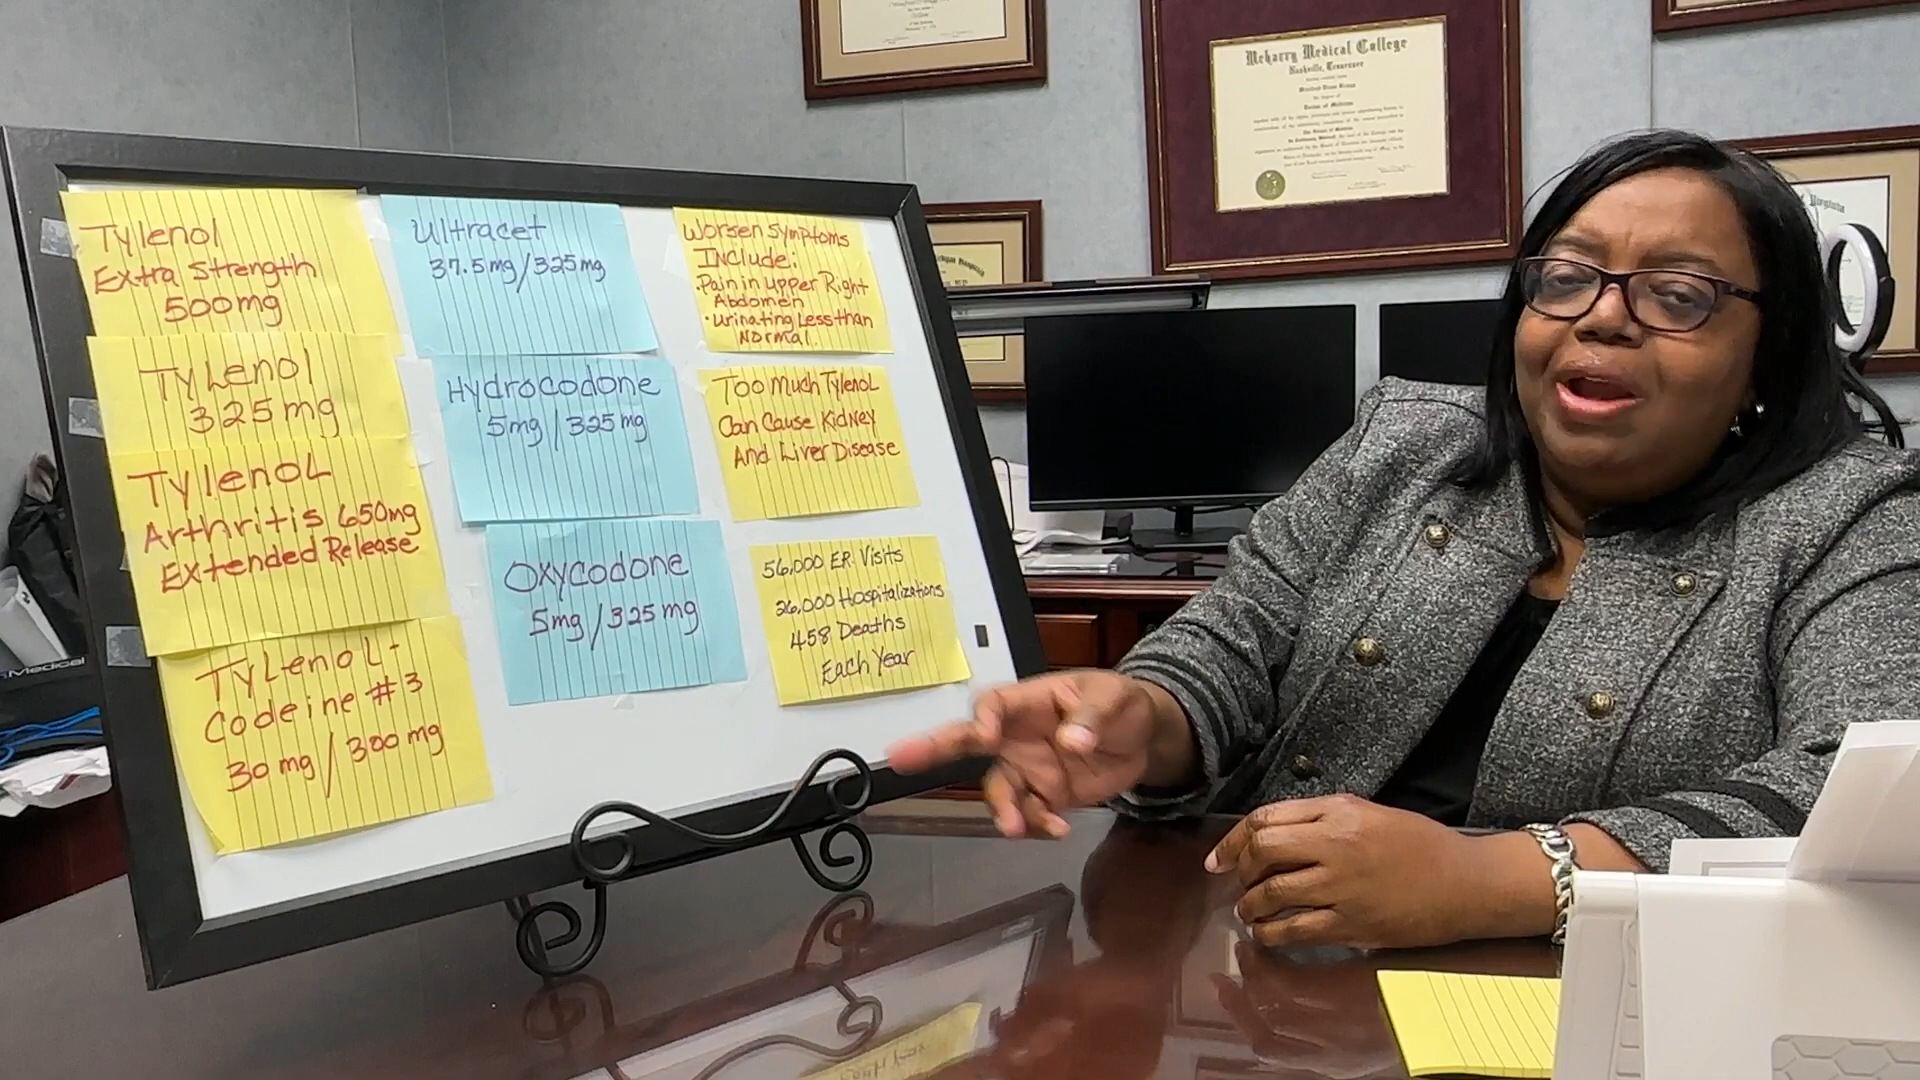 Tylenol
Extra Strength
500mg
Tylenol
325mg
Tylenol
Arthritis 650mg
Extended Release
Tylenol-
Codeine #3
30mg/300mg
Ultracet
37.5mg/325mg
Hydrocodone
5mg/325mg
Oxycodone
5mg/325mg
Worsen Symptoms
Include:
•Pain in upper Right
Abdomen
•Urinating Less than
Normal.
Too Much Tylenol
Can Cause Kidney
And Liver Disease
56,000 ER Visits
26,000 Hospitalizations
458 Deaths
Each Year
Meharry Medical College
Nashville, Tennessee
Doctor of Medicine
Medical